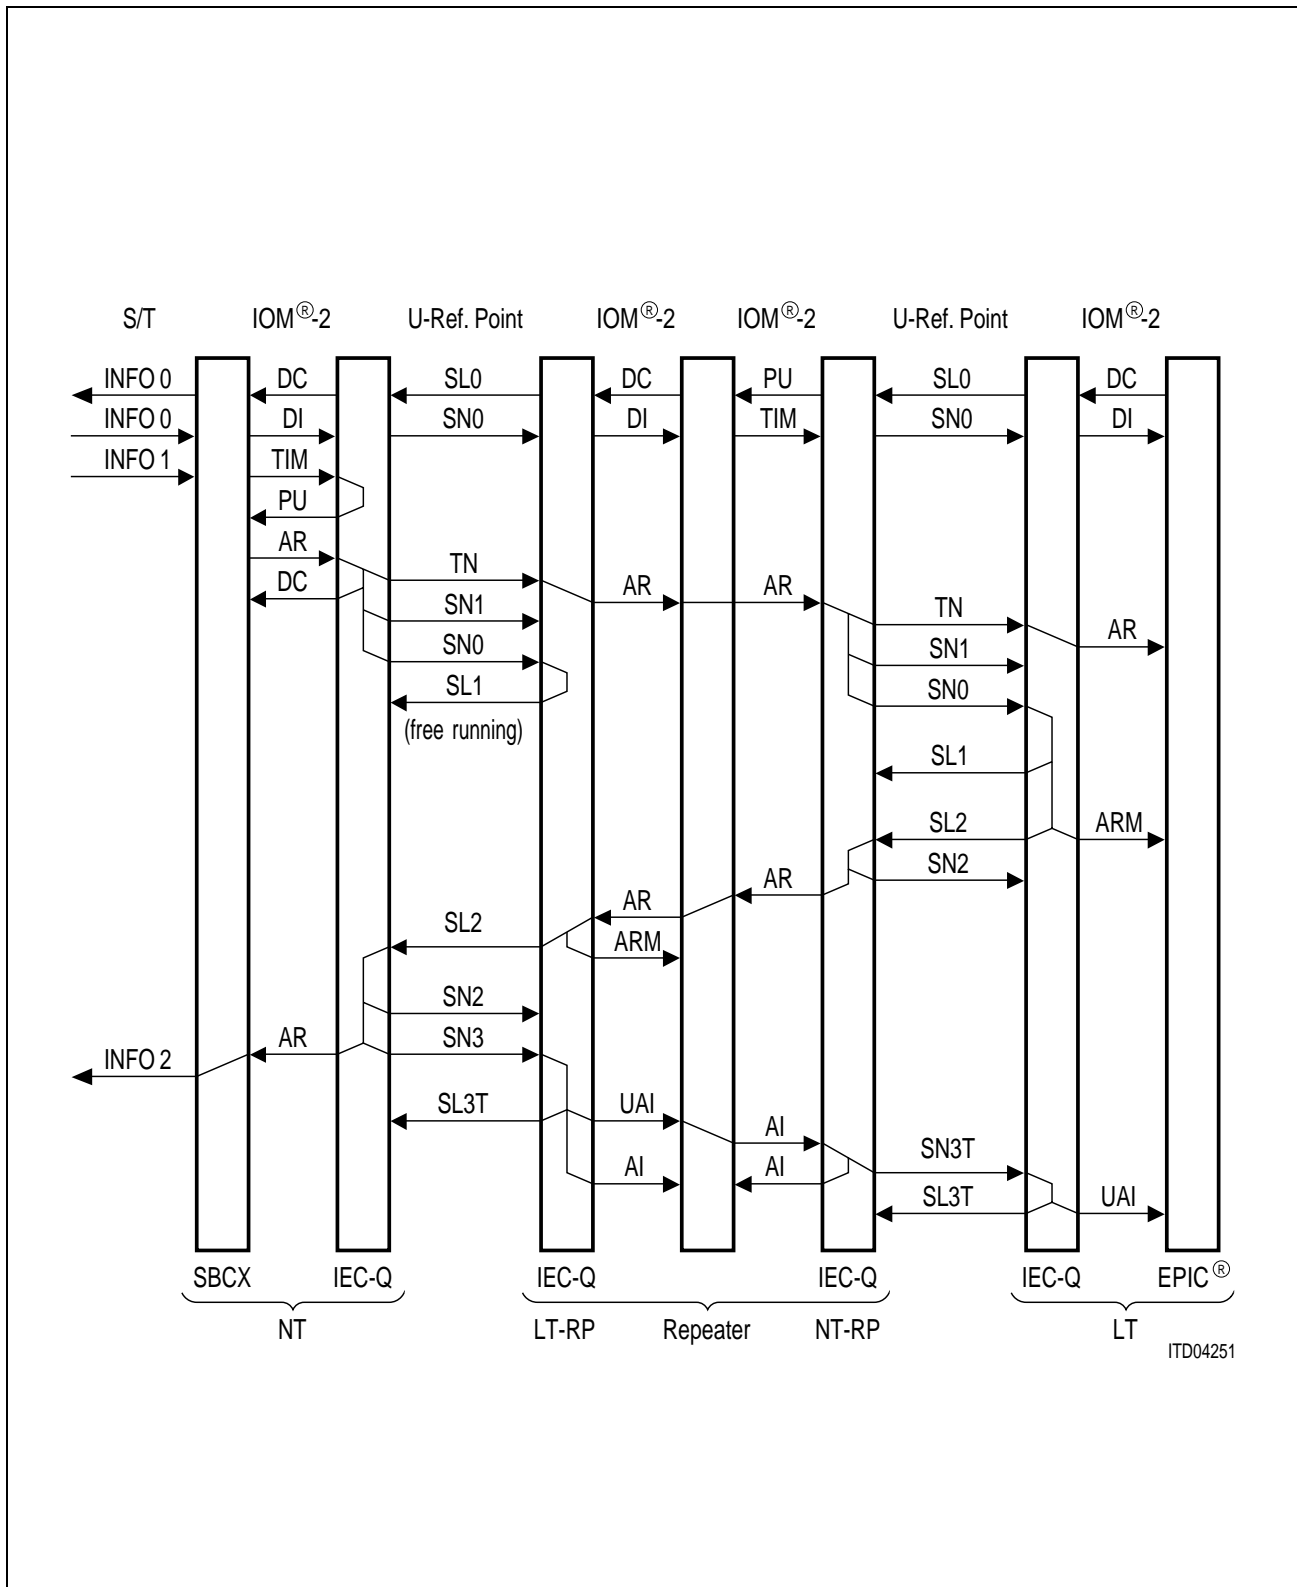 S/T IOM®-2 U-Ref. Point IOM®-2 IOM®-2 U-Ref. Point IOM®-2
INFO 0 DC SL0 DC PU SL0 DC
INFO 0 DI SN0 DI TIM SN0 DI
INFO 1 TIM
PU
AR
TN
DC AR AR
SN1 TN
AR
SN0 SN1
SL1 SN0
(free running)
SL1
SL2 ARM
SN2
AR
AR
SL2
ARM
SN2
AR SN3
INFO 2
SL3T UAI
AI
SN3T
AI AI
SL3T UAI
SBCX IEC-Q IEC-Q IEC-Q IEC-Q EPIC®
NT LT-RP Repeater NT-RP LT
ITD04251